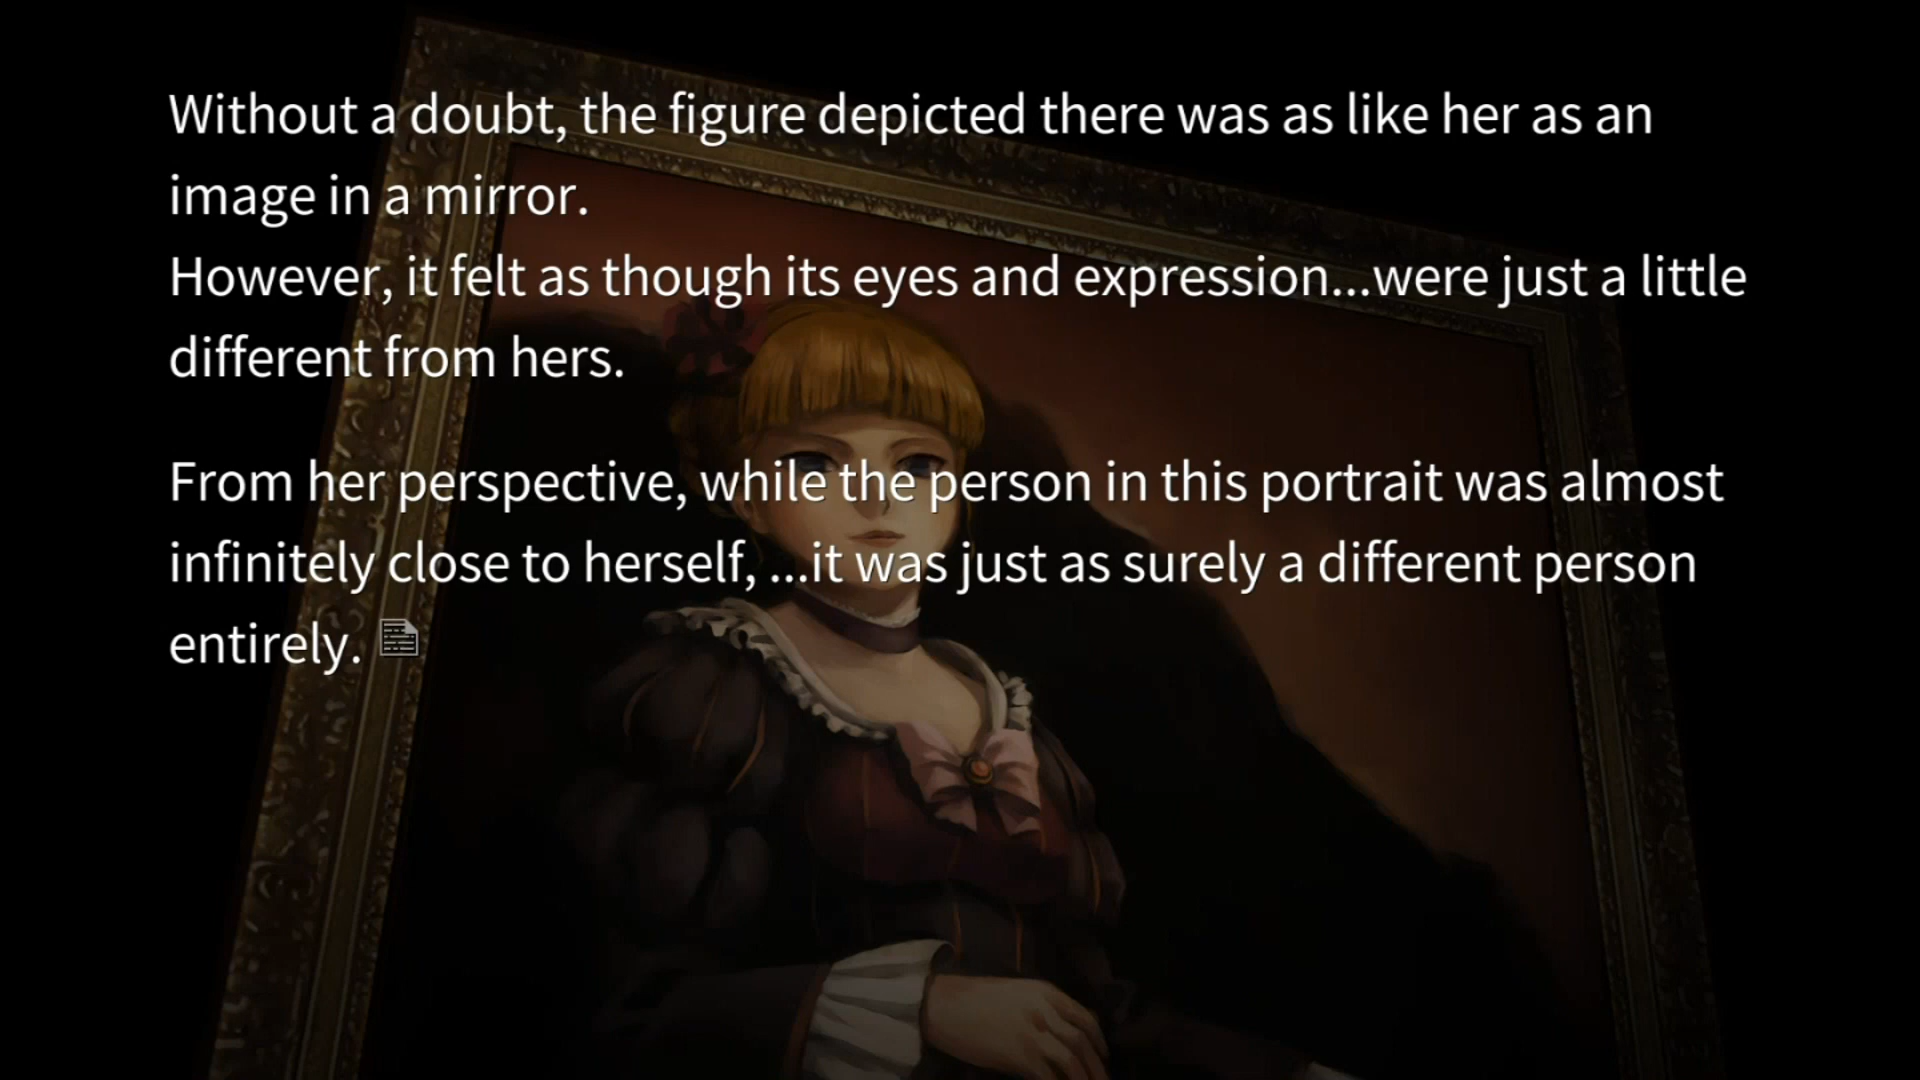 Without a doubt, the figure depicted there was as like her as an
image in a mirror.
However, it felt as though its eyes and expression...were just a little
different from hers.
From her perspective, while the person in this portrait was almost
infinitely close to herself, ...it was just as surely a different person
entirely.